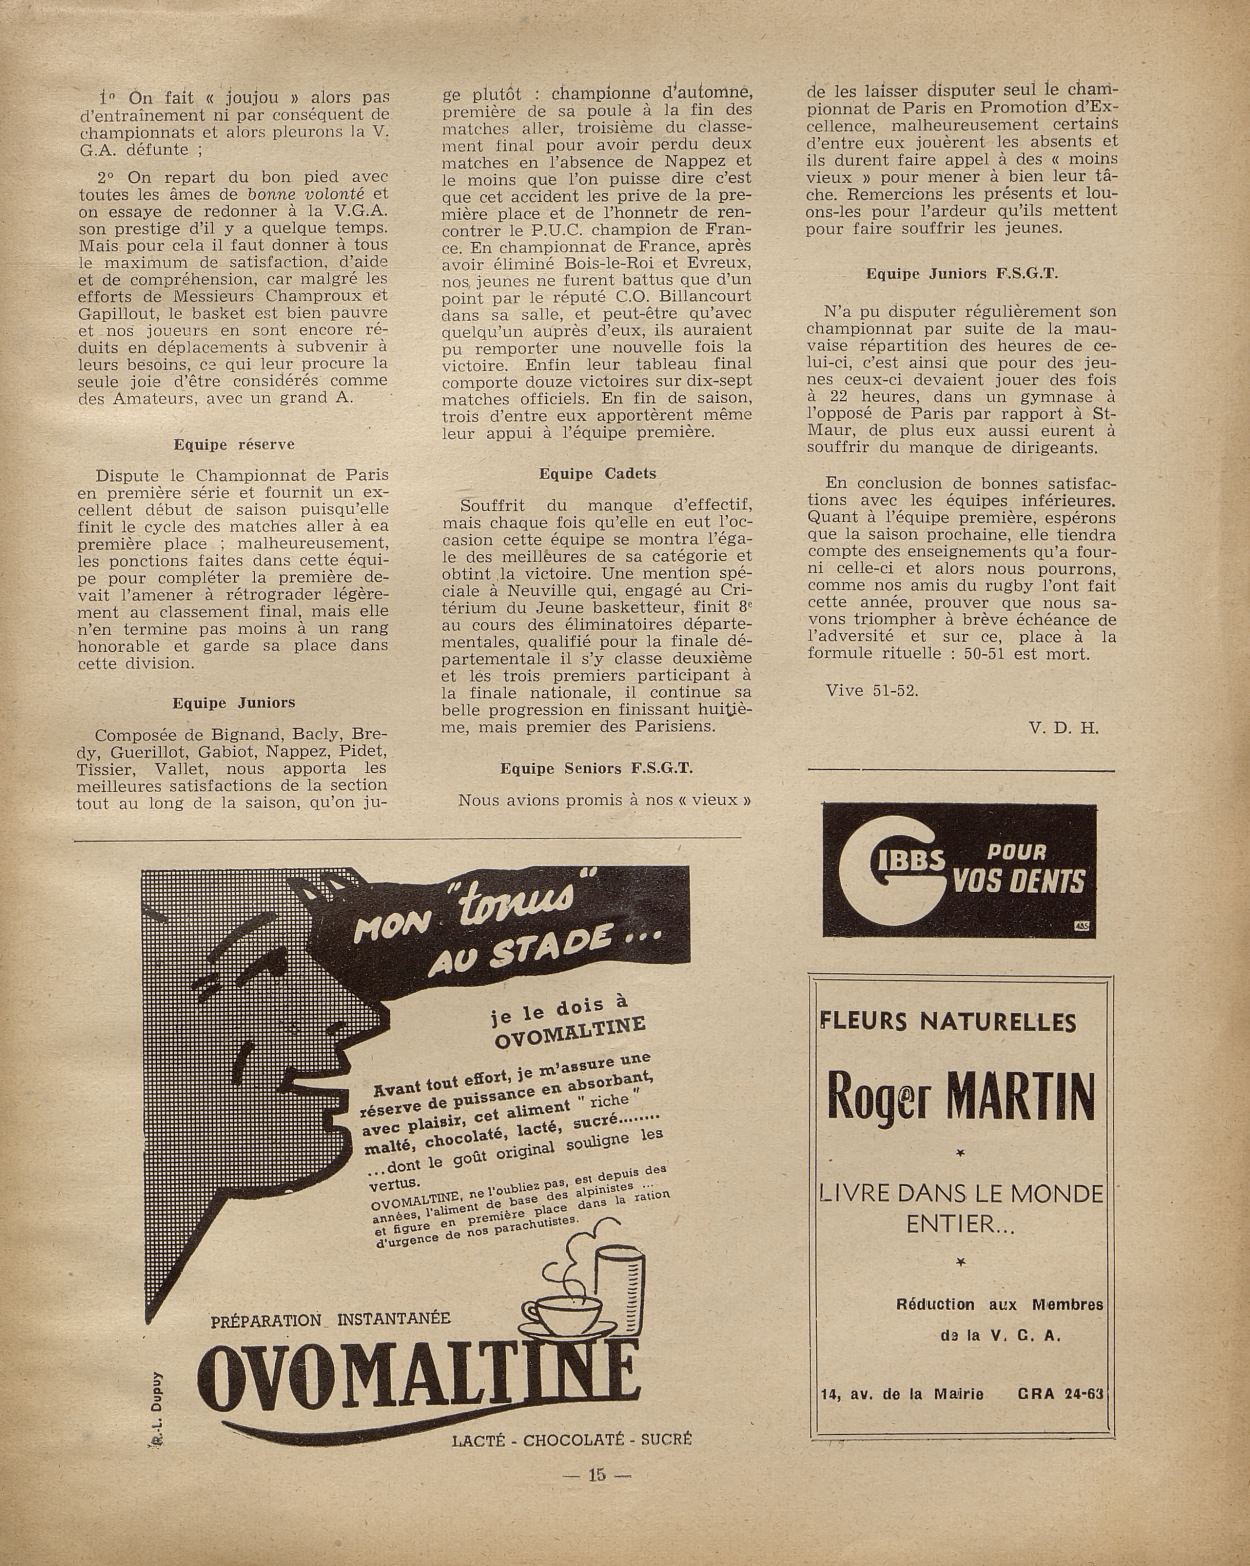 1º On fait « joujou » alors pas
d'entraînement ni par conséquent de
championnats et alors pleurons la V.
G.A. défunte ;
2º On repart du bon pied avec
toutes les âmes de bonne volonté et
on essaye de redonner à la V.G.A.
son prestige d'il y a quelque temps.
Mais pour cela il faut donner à tous
le maximum de satisfaction, d'aide
et de compréhension, car malgré les
efforts de Messieurs Champroux et
Gapillout, le basket est bien pauvre
et nos joueurs en sont encore ré-
duits en déplacements à subvenir à
leurs besoins, ce qui leur procure la
seule joie d'être considérés comme
des Amateurs, avec un grand A.
Equipe réserve
Dispute le Championnat de Paris
en première série et fournit un ex-
cellent début de saison puisqu'elle
finit le cycle des matches aller à ea
première place ; malheureusement,
les ponctions faites dans cette équi-
pe pour compléter la première de-
vait l'amener à rétrograder légère-
ment au classement final, mais elle
n'en termine pas moins à un rang
honorable et garde sa place dans
cette division.
Equipe Juniors
Composée de Bignand, Bacly, Bre-
dy, Guerillot, Gabiot, Nappez, Pidet,
Tissier, Vallet, nous apporta les
meilleures satisfactions de la section
tout au long de la saison, qu'on ju-
ge plutôt : championne d'automne,
première de sa poule à la fin des
matches aller, troisième du classe-
ment final pour avoir perdu deux
matches en l'absence de Nappez et
le moins que l'on puisse dire c'est
que cet accident les prive de la pre-
mière place et de l'honnetr de ren-
contrer le P.U.C. champion de Fran-
ce. En championnat de France, après
avoir éliminé Bois-le-Roi et Evreux,
nos jeunes ne furent battus que d'un
point par le réputé C.O. Billancourt
dans sa salle, et peut-être qu'avec
quelqu'un auprès d'eux, ils auraient
pu remporter une nouvelle fois la
victoire. Enfin leur tableau final
comporte douze victoires sur dix-sept
matches officiels. En fin de saison,
trois d'entre eux apportèrent même
leur appui à l'équipe première.
Equipe Cadets
Souffrit du manque d'effectif,
mais chaque fois qu'elle en eut l'oc-
casion cette équipe se montra l'éga-
le des meilleures de sa catégorie et
obtint la victoire. Une mention spé-
ciale à Neuville qui, engagé au Cri-
térium du Jeune basketteur, finit 8e
au cours des éliminatoires départe-
mentales, qualifié pour la finale dé-
partementale il s'y classe deuxième
et les trois premiers participant à
la finale nationale, il continue sa
belle progression en finissant huitiè-
me, mais premier des Parisiens.
Equipe Seniors F.S.G.T.
Nous avions promis à nos « vieux »
de les laisser disputer seul le cham-
pionnat de Paris en Promotion d'Ex-
cellence, malheureusement certains
d'entre eux jouèrent les absents et
ils durent faire appel à des « moins
vieux » pour mener à bien leur tâ-
che. Remercions les présents et lou-
ons-les pour l'ardeur qu'ils mettent
pour faire souffrir les jeunes.
Equipe Juniors F.S.G.T.
N'a pu disputer régulièrement son
championnat par suite de la mau-
vaise répartition des heures de ce-
lui-ci, c'est ainsi que pour des jeu-
nes ceux-ci devaient jouer des fois
à 22 heures, dans un gymnase à
l'opposé de Paris par rapport à St-
Maur, de plus eux aussi eurent à
souffrir du manque de dirigeants.
En conclusion de bonnes satisfac-
tions avec les équipes inférieures.
Quant à l'équipe première, espérons
que la saison prochaine, elle tiendra
compte des enseignements qu'a four-
ni celle-ci et alors nous pourrons,
comme nos amis du rugby l'ont fait
cette année, prouver que nous sa-
vons triompher à brève échéance de
l'adversité et sur ce, place à la
formule rituelle : 50-51 est mort.
Vive 51-52.
V. D. H.
MON "tonus"
AU STADE ...
je le dois à
OVOMALTINE
Avant tout effort, je m'assure une
réserve de puissance en absorbant,
avec plaisir, cet aliment " riche "
malté, chocolaté, lacté, sucré........
...dont le goût original souligne les
vertus.
OVOMALTINE, ne l'oubliez pas, est depuis des
années, l'aliment de base des alpinistes ...
et figure en première place dans la ration
d'urgence de nos parachutistes.
PRÉPARATION INSTANTANÉE
OVOMALTINE
LACTÉ - CHOCOLATÉ - SUCRÉ
R.-L. Dupuy
GIBBS
POUR
VOS DENTS
FLEURS NATURELLES
Roger MARTIN
*
LIVRE DANS LE MONDE
ENTIER...
*
Réduction aux Membres
de la V. G. A.
14, av. de la Mairie GRA 24-63
— 15 —